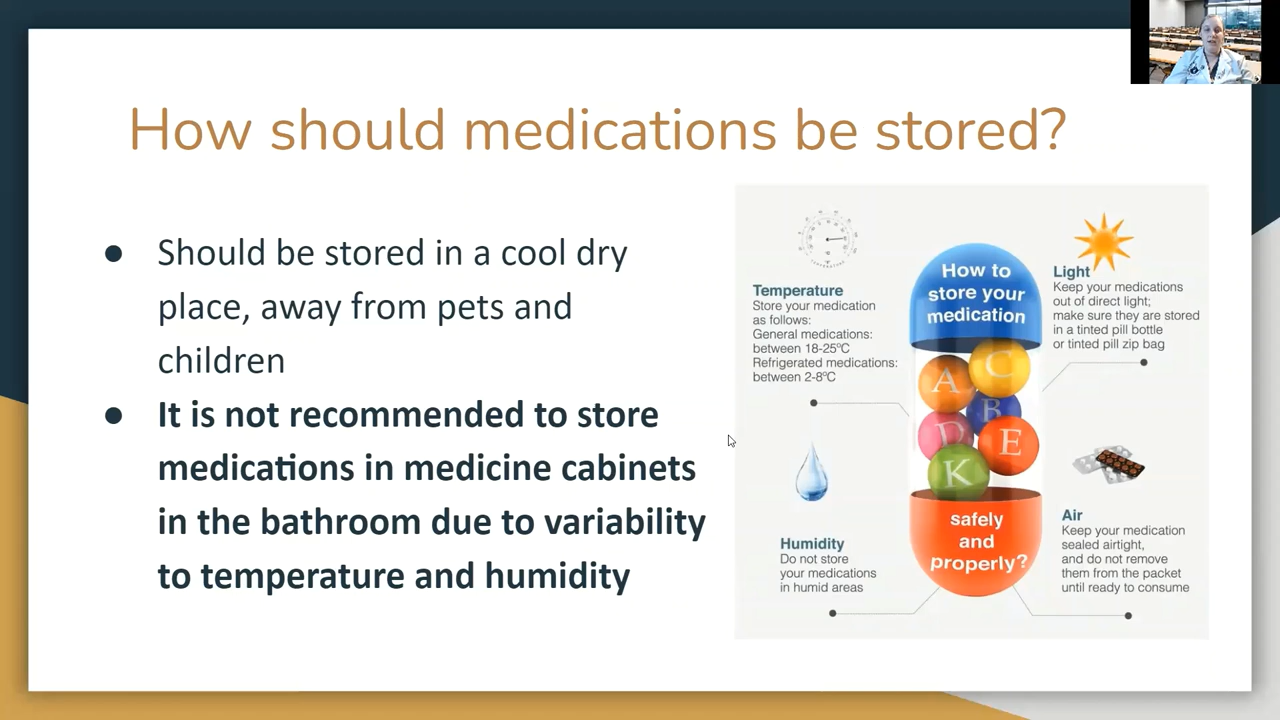 How should medications be stored?
● Should be stored in a cool dry
place, away from pets and
children
● It is not recommended to store
medications in medicine cabinets
in the bathroom due to variability
to temperature and humidity
How to
store your
medication
Temperature
Store your medication
as follows:
General medications:
between 18-25ºC
Refrigerated medications:
between 2-8ºC
Light
Keep your medications
out of direct light;
make sure they are stored
in a tinted pill bottle
or tinted pill zip bag
A
C
B
D
E
K
Humidity
Do not store
your medications
in humid areas
safely
and
properly?
Air
Keep your medication
sealed airtight,
and do not remove
them from the packet
until ready to consume